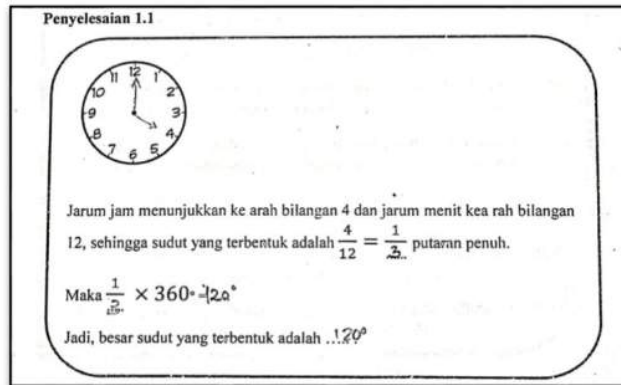 Penyelesaian 1.1
12
11
1
10
2
9
3
8
4
7
5
6
Jarum jam menunjukkan ke arah bilangan 4 dan jarum menit kea rah bilangan
12, sehingga sudut yang terbentuk adalah 4/12 = 1/3 putaran penuh.
Maka 1/3 × 360° = 120°
Jadi, besar sudut yang terbentuk adalah ...120°